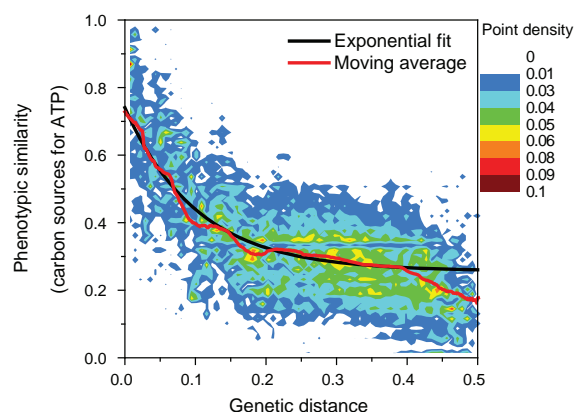 Point density
0
0.01
0.03
0.04
0.05
0.06
0.08
0.09
0.1
Exponential fit
Moving average
Phenotypic similarity
(carbon sources for ATP)
1.0
0.8
0.6
0.4
0.2
0.0
0.0 0.1 0.2 0.3 0.4 0.5
Genetic distance